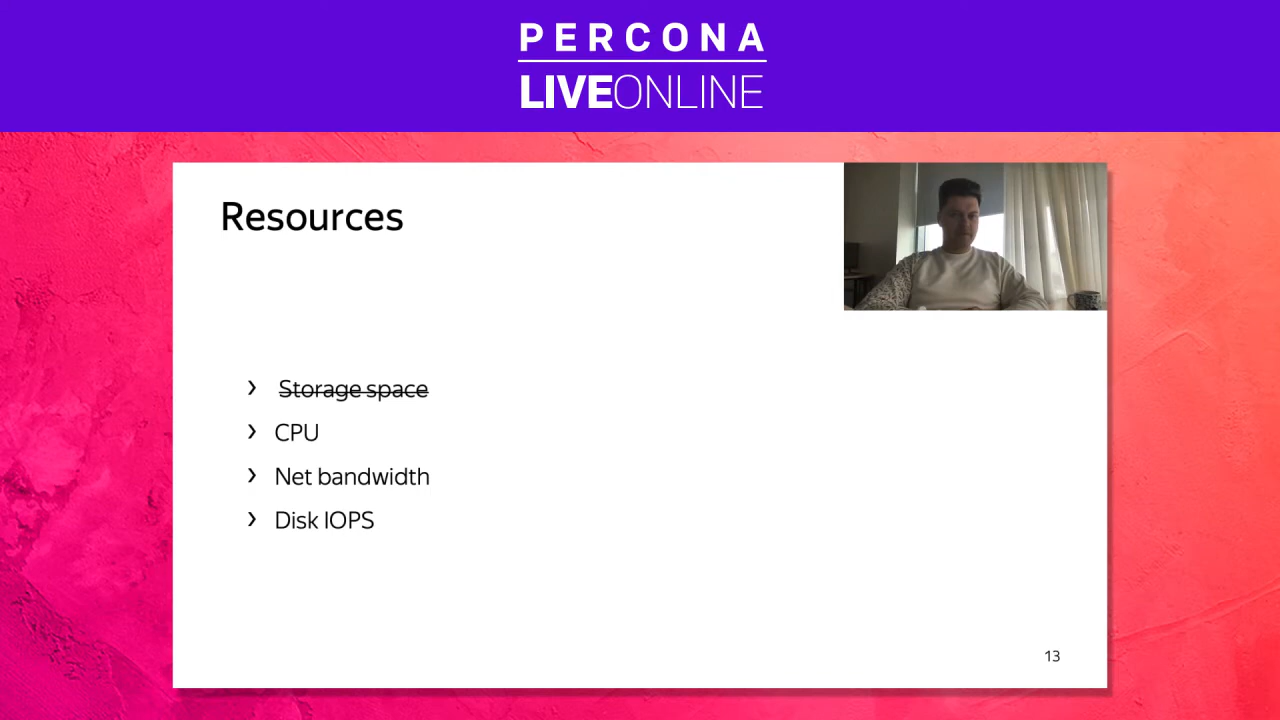 PERCONA
LIVEONLINE
Resources
› Storage space
› CPU
› Net bandwidth
› Disk IOPS
13